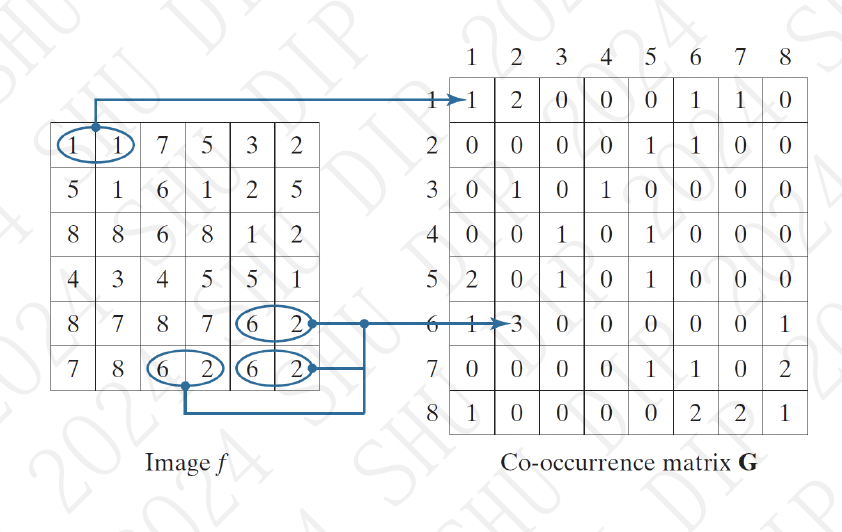 1 2 3 4 5 6 7 8
1 1 2 0 0 0 1 1 0
1 1 7 5 3 2
2 0 0 0 0 1 1 0 0
5 1 6 1 2 5
3 0 1 0 1 0 0 0 0
8 8 6 8 1 2
4 0 0 1 0 1 0 0 0
4 3 4 5 5 1
5 2 0 1 0 1 0 0 0
8 7 8 7 6 2
6 1 3 0 0 0 0 0 1
7 8 6 2 6 2
7 0 0 0 0 1 1 0 2
8 1 0 0 0 0 2 2 1
Image f
Co-occurrence matrix G
SHU DIP 2024